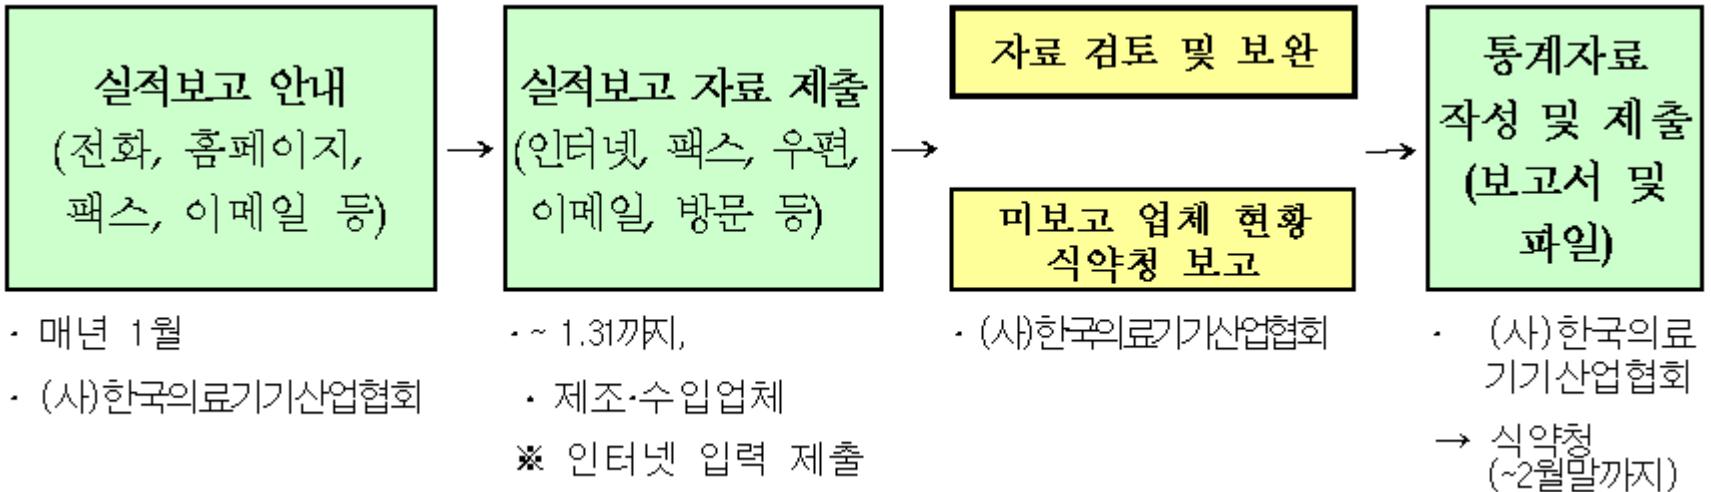 실적보고 안내
(전화, 홈페이지,
팩스, 이메일 등)
· 매년 1월
· (사)한국의료기기산업협회
→
실적보고 자료 제출
(인터넷, 팩스, 우편,
이메일, 방문 등)
· ~ 1.31까지,
· 제조·수입업체
※ 인터넷 입력 제출
→
자료 검토 및 보완
미보고 업체 현황
식약청 보고
· (사)한국의료기기산업협회
→
통계자료
작성 및 제출
(보고서 및
파일)
· (사)한국의료
기기산업협회
→ 식약청
(~2월말까지)